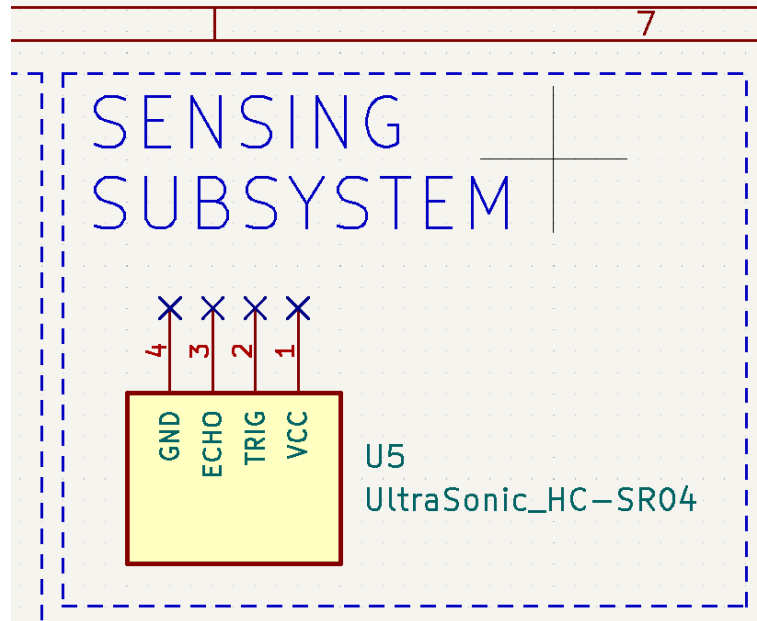 7
SENSING
SUBSYSTEM
4 3 2 1
GND ECHO TRIG VCC
U5
UltraSonic_HC-SR04